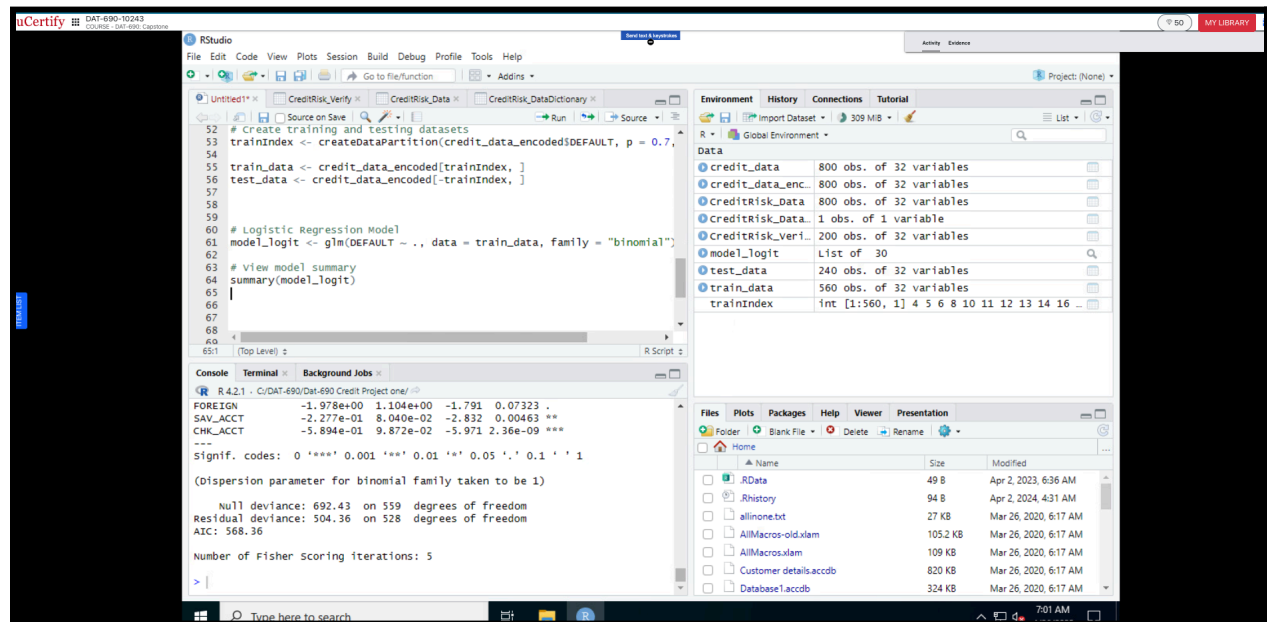 uCertify
DAT-690-10243
COURSE - DAT-690: Capstone
50
MY LIBRARY
ITEM LIST
RStudio
Send text & keystrokes
Activity Evidence
File Edit Code View Plots Session Build Debug Profile Tools Help
Go to file/function
Addins
Project: (None)
Untitled1*
CreditRisk_Verify
CreditRisk_Data
CreditRisk_DataDictionary
Source on Save
Run
Source
52 # Create training and testing datasets
53 trainIndex <- createDataPartition(credit_data_encoded$DEFAULT, p = 0.7,
54
55 train_data <- credit_data_encoded[trainIndex, ]
56 test_data <- credit_data_encoded[-trainIndex, ]
57
58
59
60 # Logistic Regression Model
61 model_logit <- glm(DEFAULT ~ ., data = train_data, family = "binomial")
62
63 # View model summary
64 summary(model_logit)
65
66
67
68
69
65:1 (Top Level) R Script
Console Terminal Background Jobs
R 4.2.1 · C:/DAT-690/Dat-690 Credit Project one/
FOREIGN -1.978e+00 1.104e+00 -1.791 0.07323 .
SAV_ACCT -2.277e-01 8.040e-02 -2.832 0.00463 **
CHK_ACCT -5.894e-01 9.872e-02 -5.971 2.36e-09 ***
---
Signif. codes: 0 ‘***’ 0.001 ‘**’ 0.01 ‘*’ 0.05 ‘.’ 0.1 ‘ ’ 1
(Dispersion parameter for binomial family taken to be 1)
Null deviance: 692.43 on 559 degrees of freedom
Residual deviance: 504.36 on 528 degrees of freedom
AIC: 568.36
Number of Fisher Scoring iterations: 5
>
Environment History Connections Tutorial
Import Dataset 309 MiB List
R Global Environment
Data
credit_data 800 obs. of 32 variables
credit_data_enc… 800 obs. of 32 variables
CreditRisk_Data 800 obs. of 32 variables
CreditRisk_Data… 1 obs. of 1 variable
CreditRisk_Veri… 200 obs. of 32 variables
model_logit List of 30
test_data 240 obs. of 32 variables
train_data 560 obs. of 32 variables
trainIndex int [1:560, 1] 4 5 6 8 10 11 12 13 14 16 …
Files Plots Packages Help Viewer Presentation
Folder Blank File Delete Rename
Home
Name Size Modified
.RData 49 B Apr 2, 2023, 6:36 AM
.Rhistory 94 B Apr 2, 2024, 4:31 AM
allinone.txt 27 KB Mar 26, 2020, 6:17 AM
AllMacros-old.xlam 105.2 KB Mar 26, 2020, 6:17 AM
AllMacros.xlam 109 KB Mar 26, 2020, 6:17 AM
Customer details.accdb 820 KB Mar 26, 2020, 6:17 AM
Database1.accdb 324 KB Mar 26, 2020, 6:17 AM
Type here to search
7:01 AM